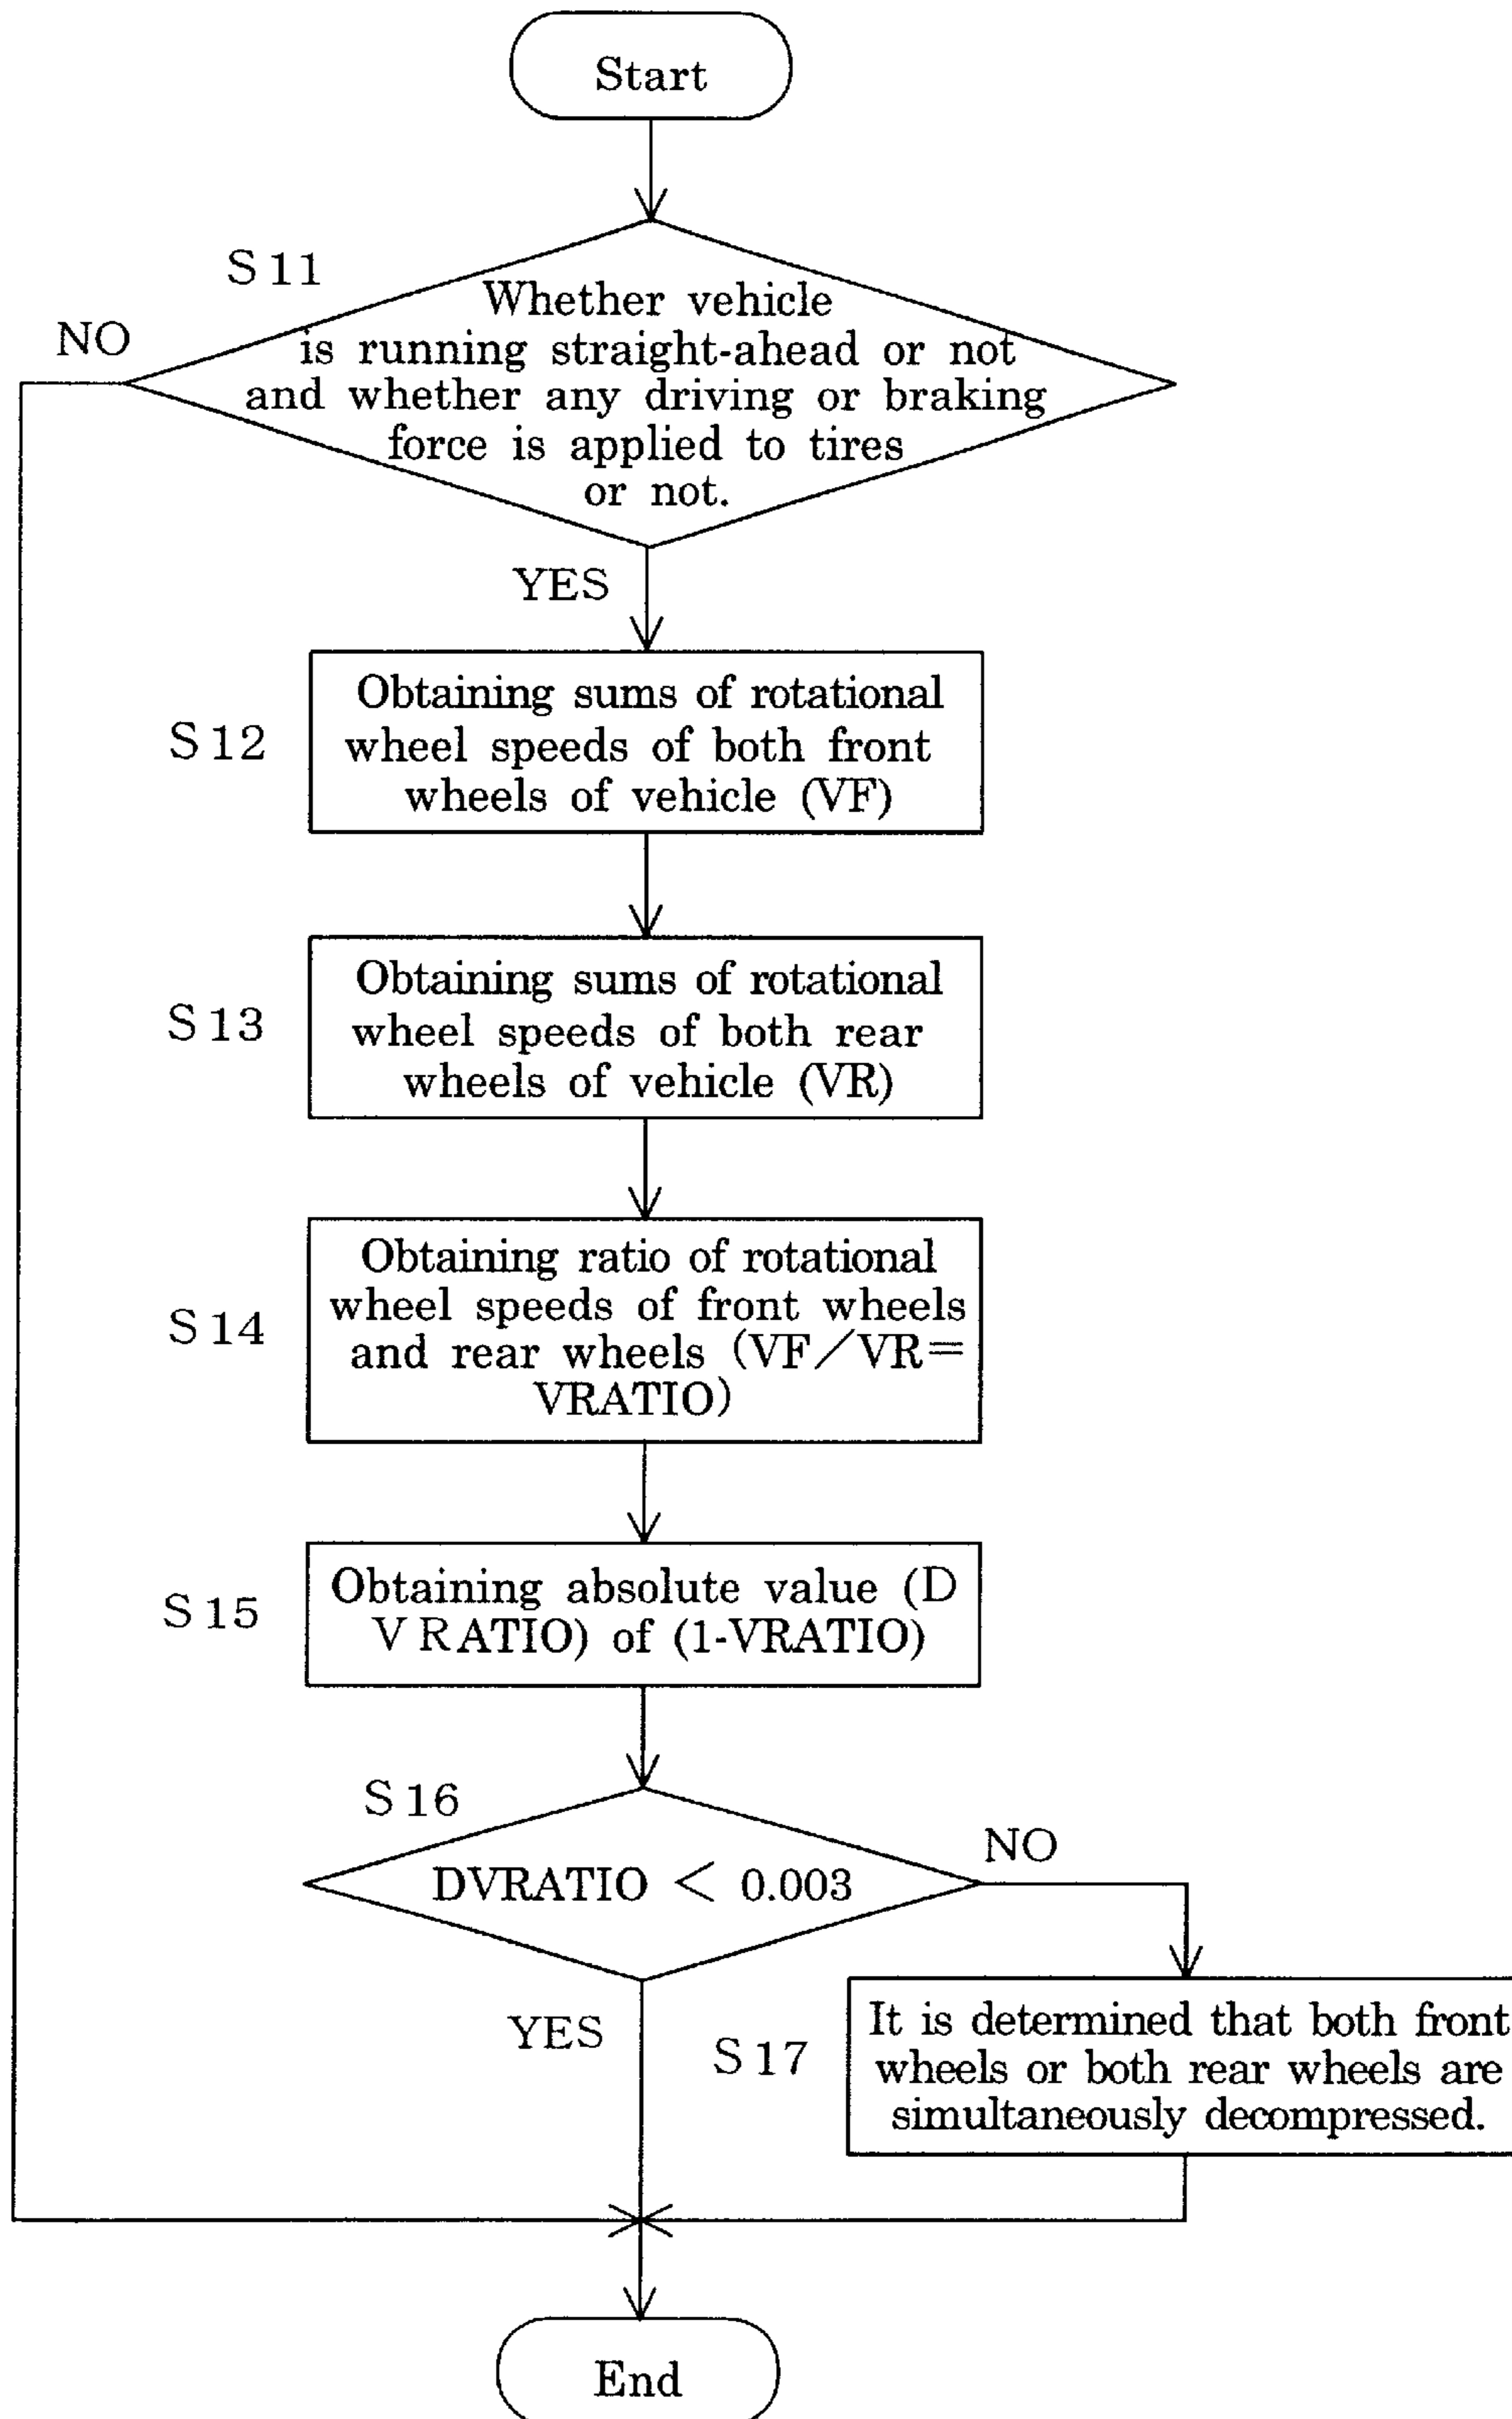 Start
S11
NO
Whether vehicle
is running straight-ahead or not
and whether any driving or braking
force is applied to tires
or not.
YES
S12
Obtaining sums of rotational
wheel speeds of both front
wheels of vehicle (VF)
S13
Obtaining sums of rotational
wheel speeds of both rear
wheels of vehicle (VR)
S14
Obtaining ratio of rotational
wheel speeds of front wheels
and rear wheels (VF/VR=
VRATIO)
S15
Obtaining absolute value (D
VRATIO) of (1-VRATIO)
S16
DVRATIO < 0.003
NO
YES
S17
It is determined that both front
wheels or both rear wheels are
simultaneously decompressed.
End